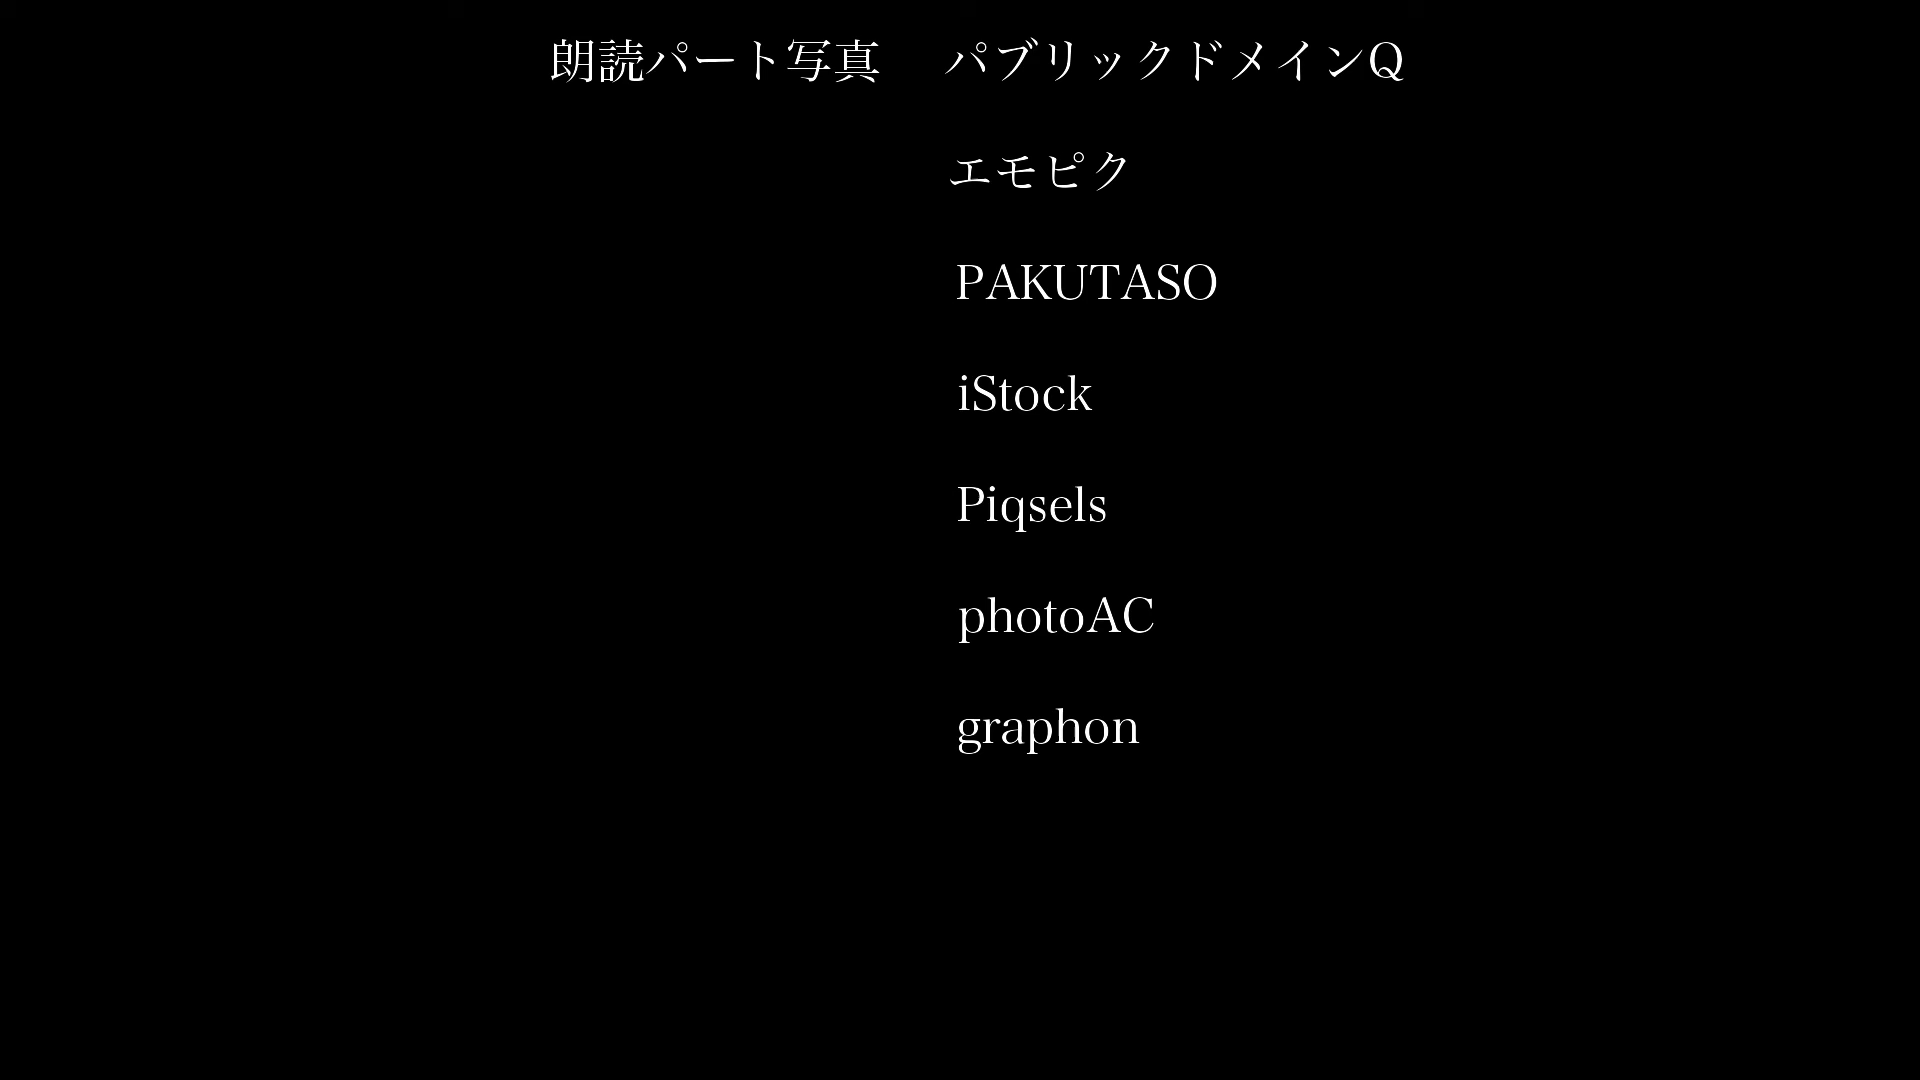 朗読パート写真　パブリックドメインQ
エモピク
PAKUTASO
iStock
Piqsels
photoAC
graphon